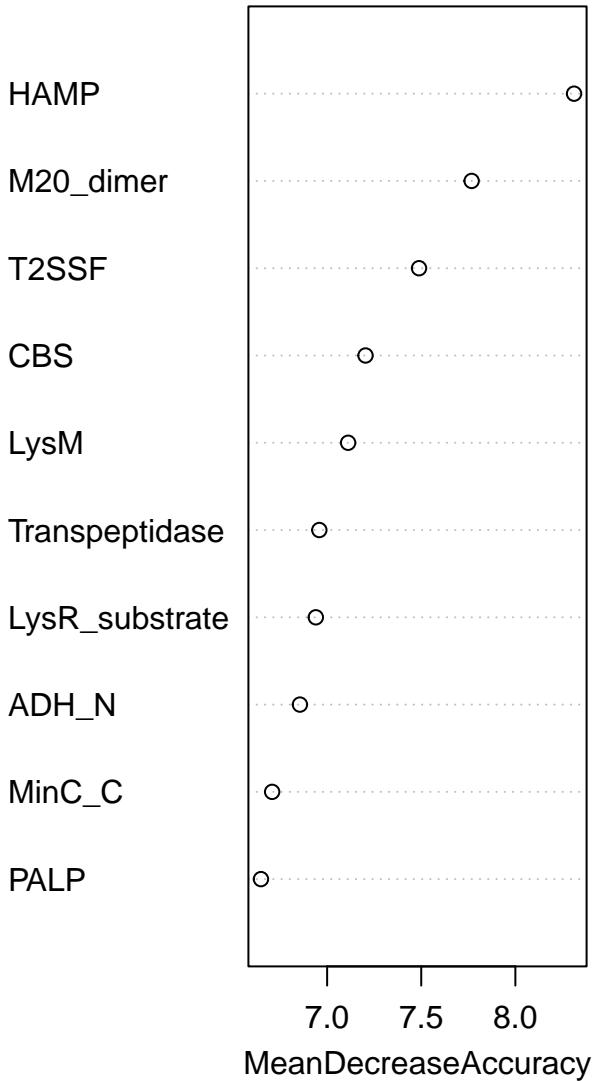 HAMP
M20_dimer
T2SSF
CBS
LysM
Transpeptidase
LysR_substrate
ADH_N
MinC_C
PALP
7.0 7.5 8.0
MeanDecreaseAccuracy